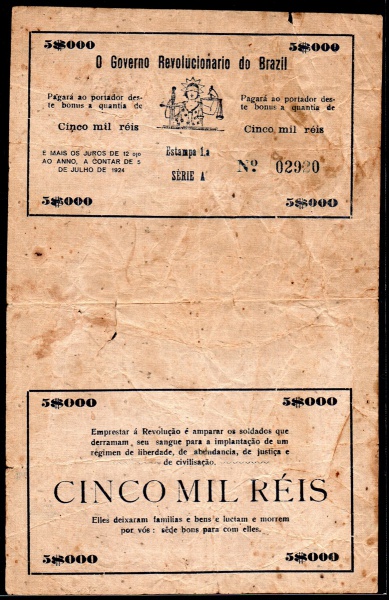 5$000 5$000
O Governo Revolucionario do Brazil
Pagará ao portador des-
te bonus a quantia de
Cinco mil réis
E MAIS OS JUROS DE 12 o|o
AO ANNO, A CONTAR DE 5
DE JULHO DE 1924
Estampa 1.a
SÉRIE A
Pagará ao portador des-
te bonus a quantia de
Cinco mil réis
Nº 02920
5$000 5$000
5$000 5$000
Emprestar á Revolução é amparar os soldados que
derramam seu sangue para a implantação de um
régimen de liberdade, de abundancia, de justiça e
de civilisação.
CINCO MIL RÉIS
Elles deixaram familias e bens e luctam e morrem
por vós: sêde bons para com elles.
5$000 5$000